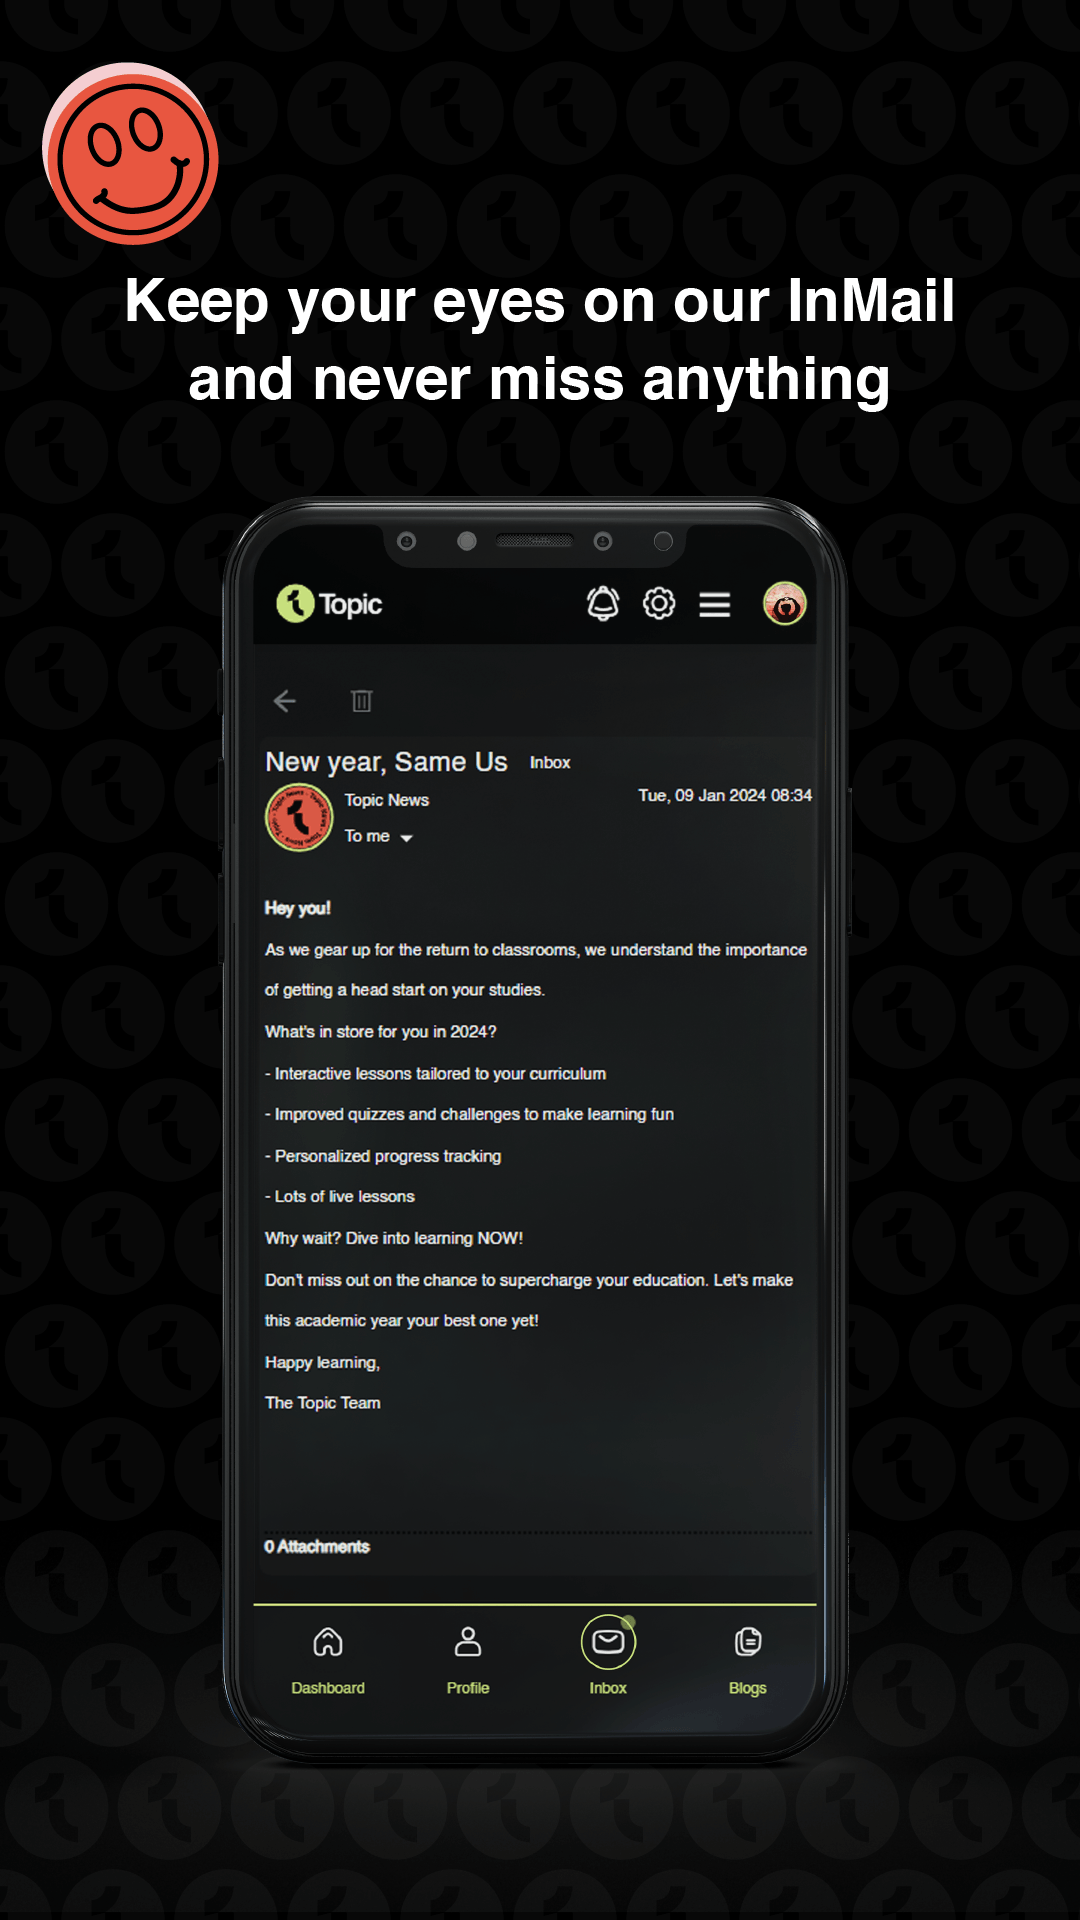 Keep your eyes on our InMail
and never miss anything
Topic
New year, Same Us Inbox
Topic News
Tue, 09 Jan 2024 08:34
To me
Hey you!
As we gear up for the return to classrooms, we understand the importance
of getting a head start on your studies.
What's in store for you in 2024?
- Interactive lessons tailored to your curriculum
- Improved quizzes and challenges to make learning fun
- Personalized progress tracking
- Lots of live lessons
Why wait? Dive into learning NOW!
Don't miss out on the chance to supercharge your education. Let's make
this academic year your best one yet!
Happy learning,
The Topic Team
0 Attachments
Dashboard Profile Inbox Blogs